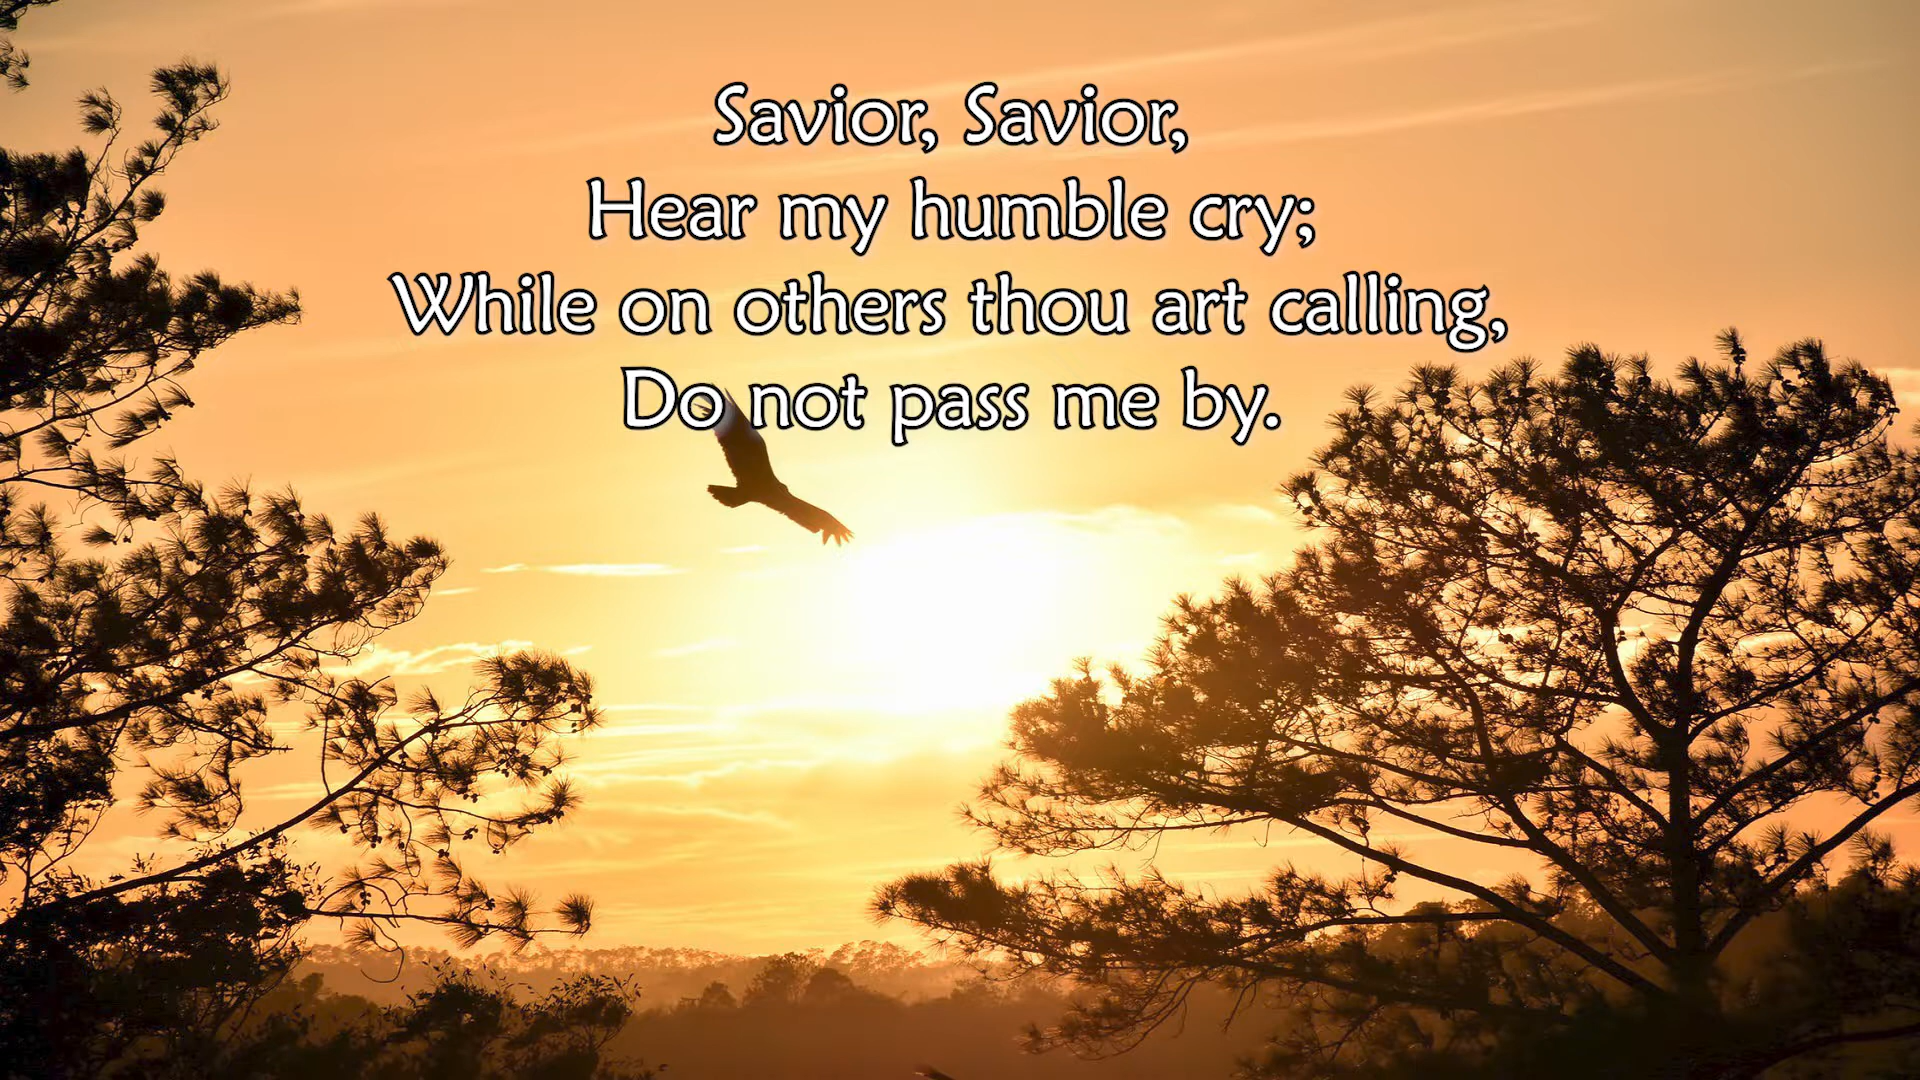 Savior, Savior,
Hear my humble cry;
While on others thou art calling,
Do not pass me by.